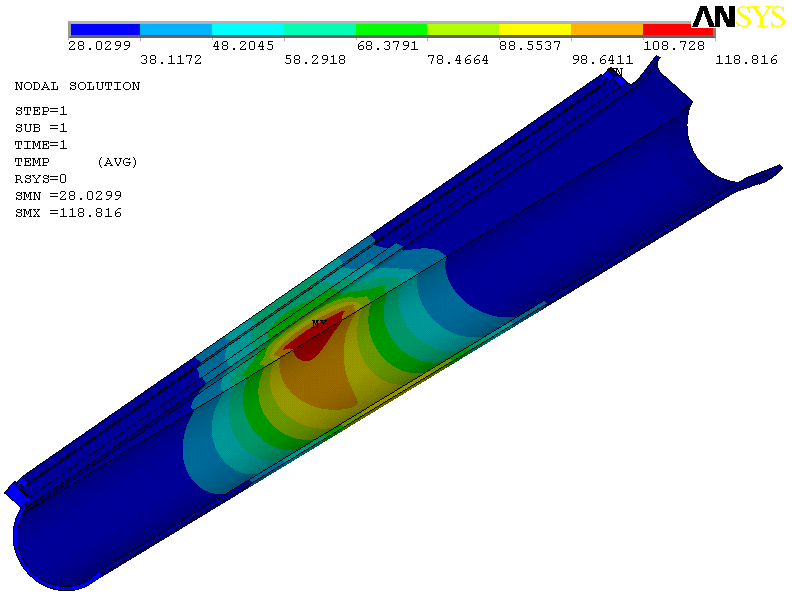 ANSYS
28.0299 48.2045 68.3791 88.5537 108.728
38.1172 58.2918 78.4664 98.6411 118.816
NODAL SOLUTION
STEP=1
SUB =1
TIME=1
TEMP (AVG)
RSYS=0
SMN =28.0299
SMX =118.816
MX